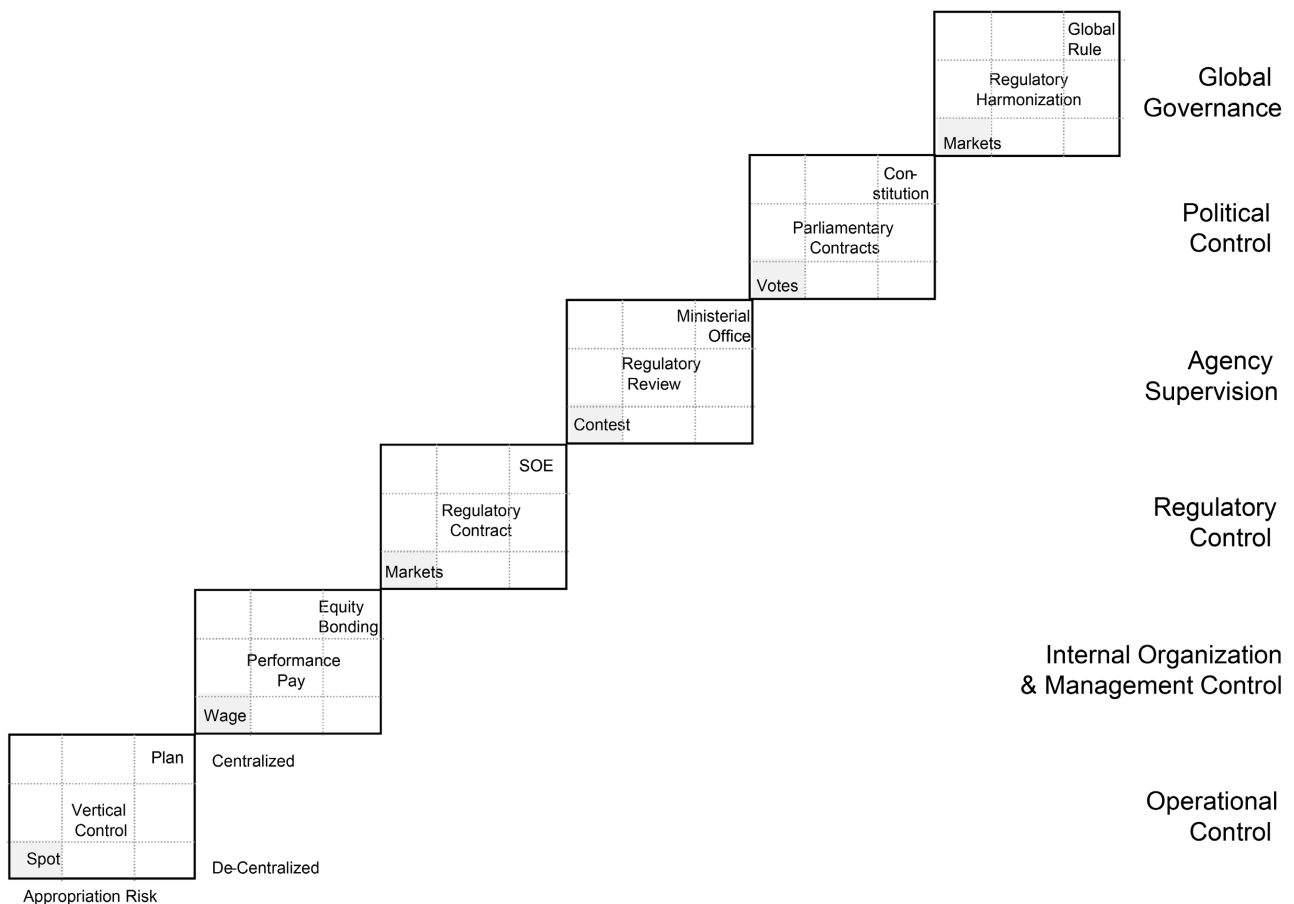 Global
Rule
Regulatory
Harmonization
Markets
Global
Governance
Con-
stitution
Parliamentary
Contracts
Votes
Political
Control
Ministerial
Office
Regulatory
Review
Contest
Agency
Supervision
SOE
Regulatory
Contract
Markets
Regulatory
Control
Equity
Bonding
Performance
Pay
Wage
Internal Organization
& Management Control
Plan
Centralized
Vertical
Control
Spot
De-Centralized
Operational
Control
Appropriation Risk